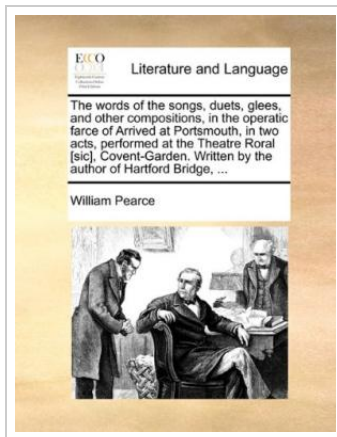 ECCO
Literature and Language
The words of the songs, duets, glees,
and other compositions, in the operatic
farce of Arrived at Portsmouth, in two
acts, performed at the Theatre Roral
[sic], Covent-Garden. Written by the
author of Hartford Bridge, ...
William Pearce